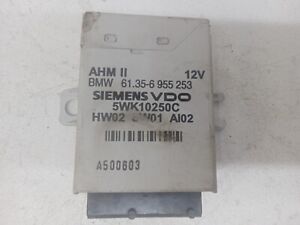 AHM II 12V
BMW 61.35-6 955 253
SIEMENS VDO
5WK10250C
HW02 SW01 AI02
A500603